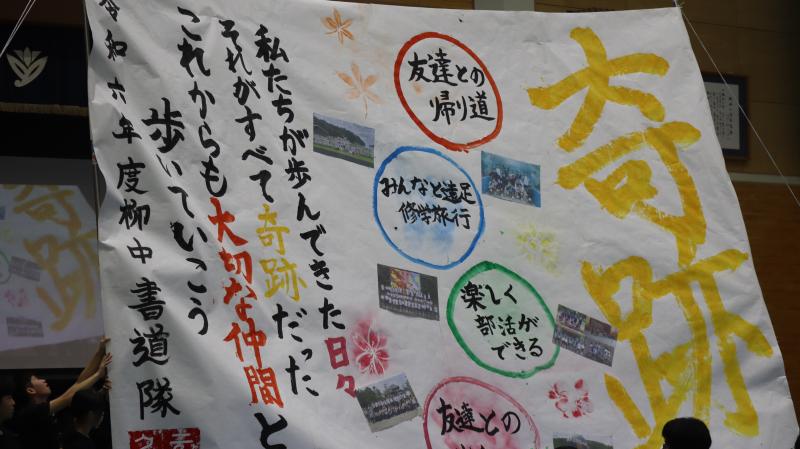 奇跡
友達との
帰り道
みんなと遠足
修学旅行
楽しく
部活が
できる
友達との
私たちが歩んできた日々
それがすべて奇跡だった
これからも大切な仲間と
歩いていこう
令和六年度柳中書道隊
奇跡